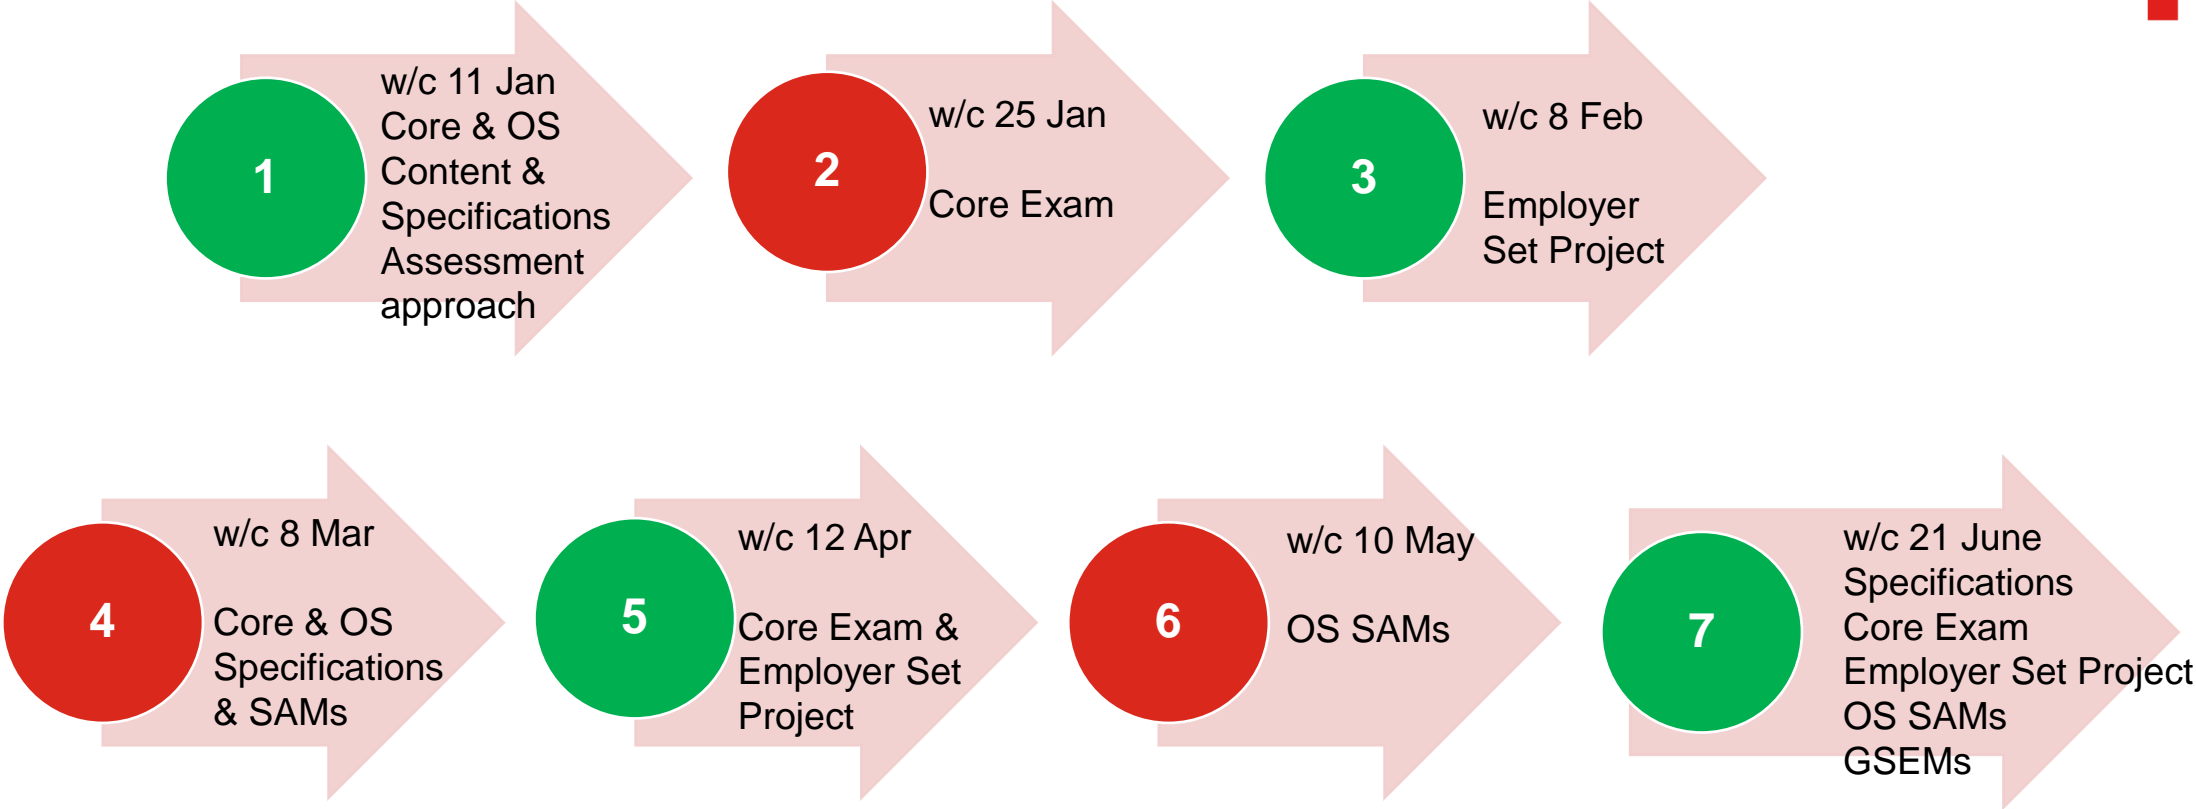 1
w/c 11 Jan
Core & OS
Content &
Specifications
Assessment
approach
2
w/c 25 Jan
Core Exam
3
w/c 8 Feb
Employer
Set Project
4
w/c 8 Mar
Core & OS
Specifications
& SAMs
5
w/c 12 Apr
Core Exam &
Employer Set
Project
6
w/c 10 May
OS SAMs
7
w/c 21 June
Specifications
Core Exam
Employer Set Project
OS SAMs
GSEMs